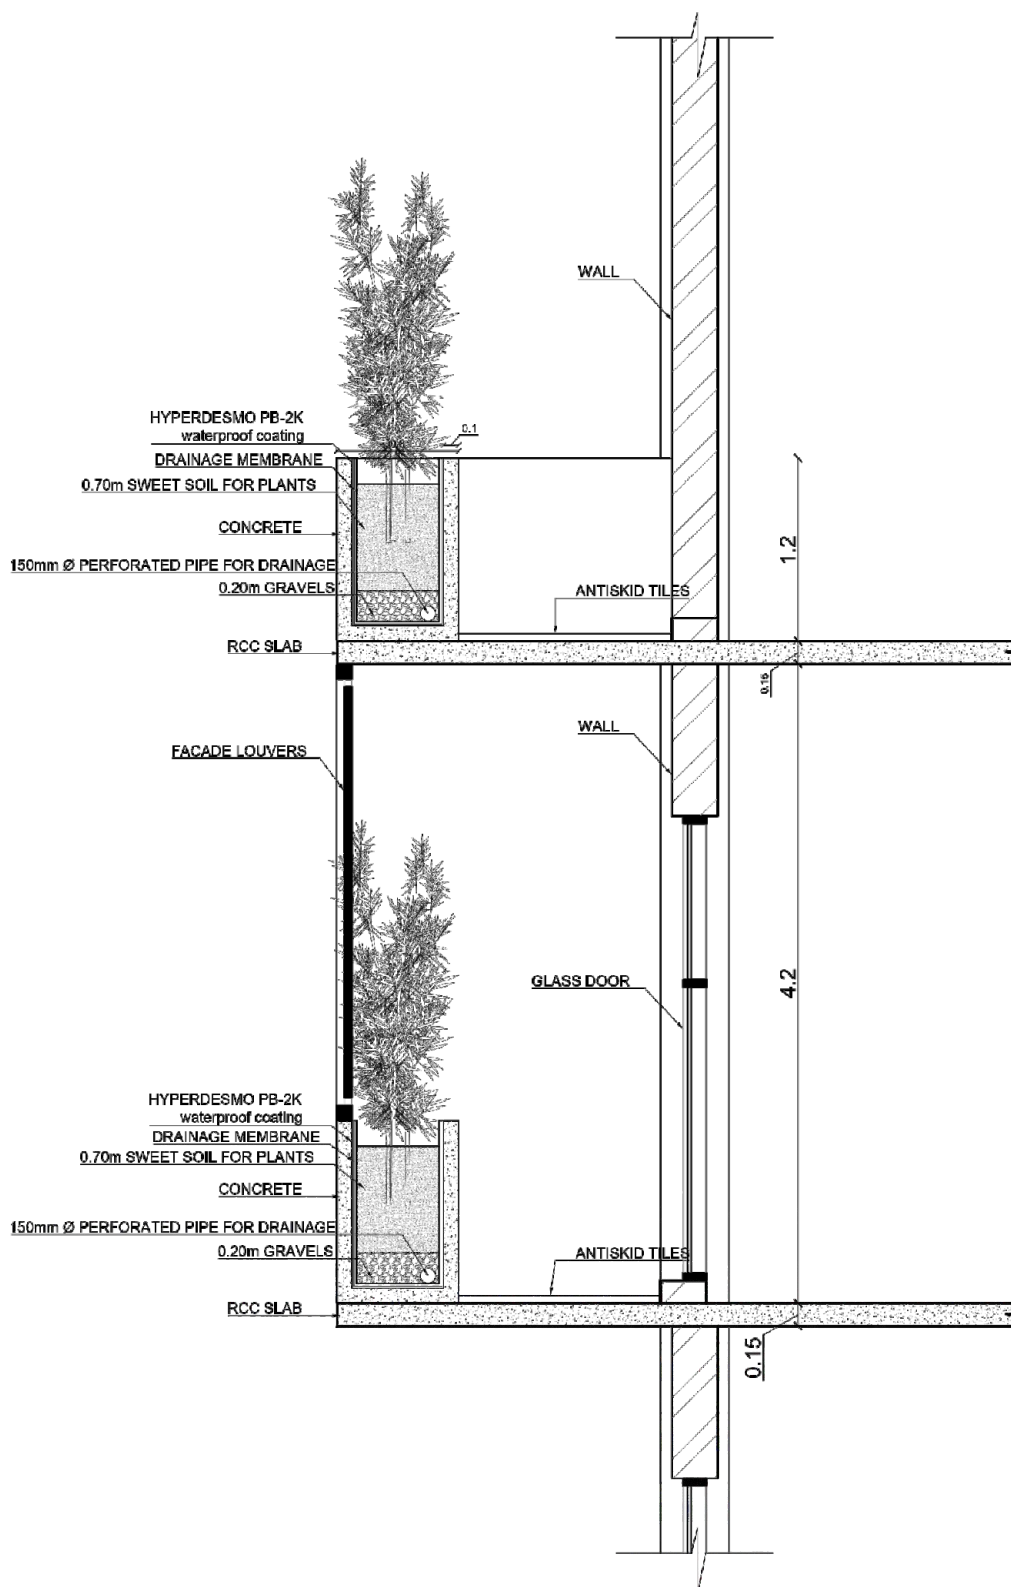 WALL
HYPERDESMO PB-2K
waterproof coating
0.1
DRAINAGE MEMBRANE
0.70m SWEET SOIL FOR PLANTS
CONCRETE
1.2
150mm Ø PERFORATED PIPE FOR DRAINAGE
0.20m GRAVELS
ANTISKID TILES
RCC SLAB
0.15
WALL
FACADE LOUVERS
GLASS DOOR
4.2
HYPERDESMO PB-2K
waterproof coating
DRAINAGE MEMBRANE
0.70m SWEET SOIL FOR PLANTS
CONCRETE
150mm Ø PERFORATED PIPE FOR DRAINAGE
0.20m GRAVELS
ANTISKID TILES
RCC SLAB
0.15